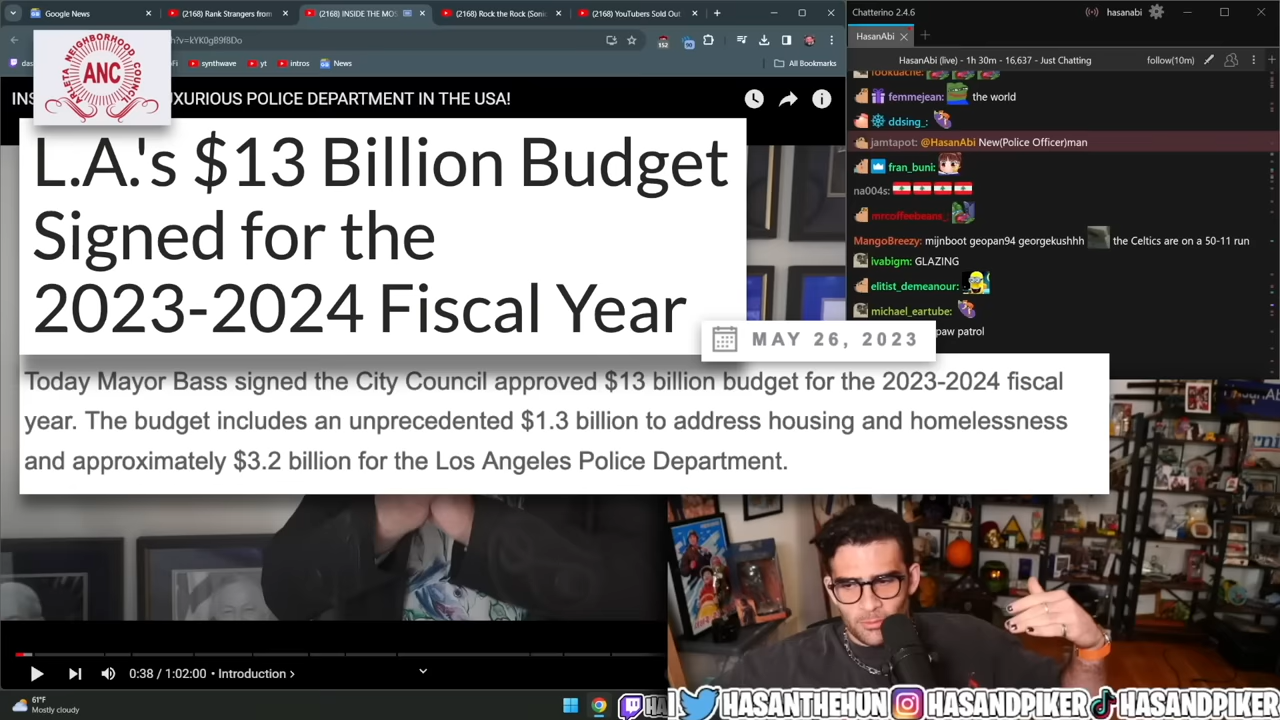 Google News
(2168) Rank Strangers from
(2168) INSIDE THE MOS
(2168) Rock the Rock (Sonic
(2168) YouTubers Sold Out
h?v=kYK0gB9f8Do
152
synthwave
yt
intros
News
All Bookmarks
ARLETA NEIGHBORHOOD COUNCIL
ANC
XURIOUS POLICE DEPARTMENT IN THE USA!
L.A.'s $13 Billion Budget
Signed for the
2023-2024 Fiscal Year
MAY 26, 2023
Today Mayor Bass signed the City Council approved $13 billion budget for the 2023-2024 fiscal
year. The budget includes an unprecedented $1.3 billion to address housing and homelessness
and approximately $3.2 billion for the Los Angeles Police Department.
0:38 / 1:02:00 • Introduction >
61°F
Mostly cloudy
Chatterino 2.4.6
hasanabi
HasanAbi
HasanAbi (live) - 1h 30m - 16,637 - Just Chatting
follow(10m)
femmejean: the world
ddsing_:
jamtapot: @HasanAbi New(Police Officer)man
fran_buni:
na004s:
mrcoffeebeans_:
MangoBreezy: mijnboot geopan94 georgekushhh the Celtics are on a 50-11 run
ivabigm: GLAZING
elitist_demeanour:
michael_eartube:
paw patrol
HASANTHEHUN HASANDPIKER HASANDPIKER